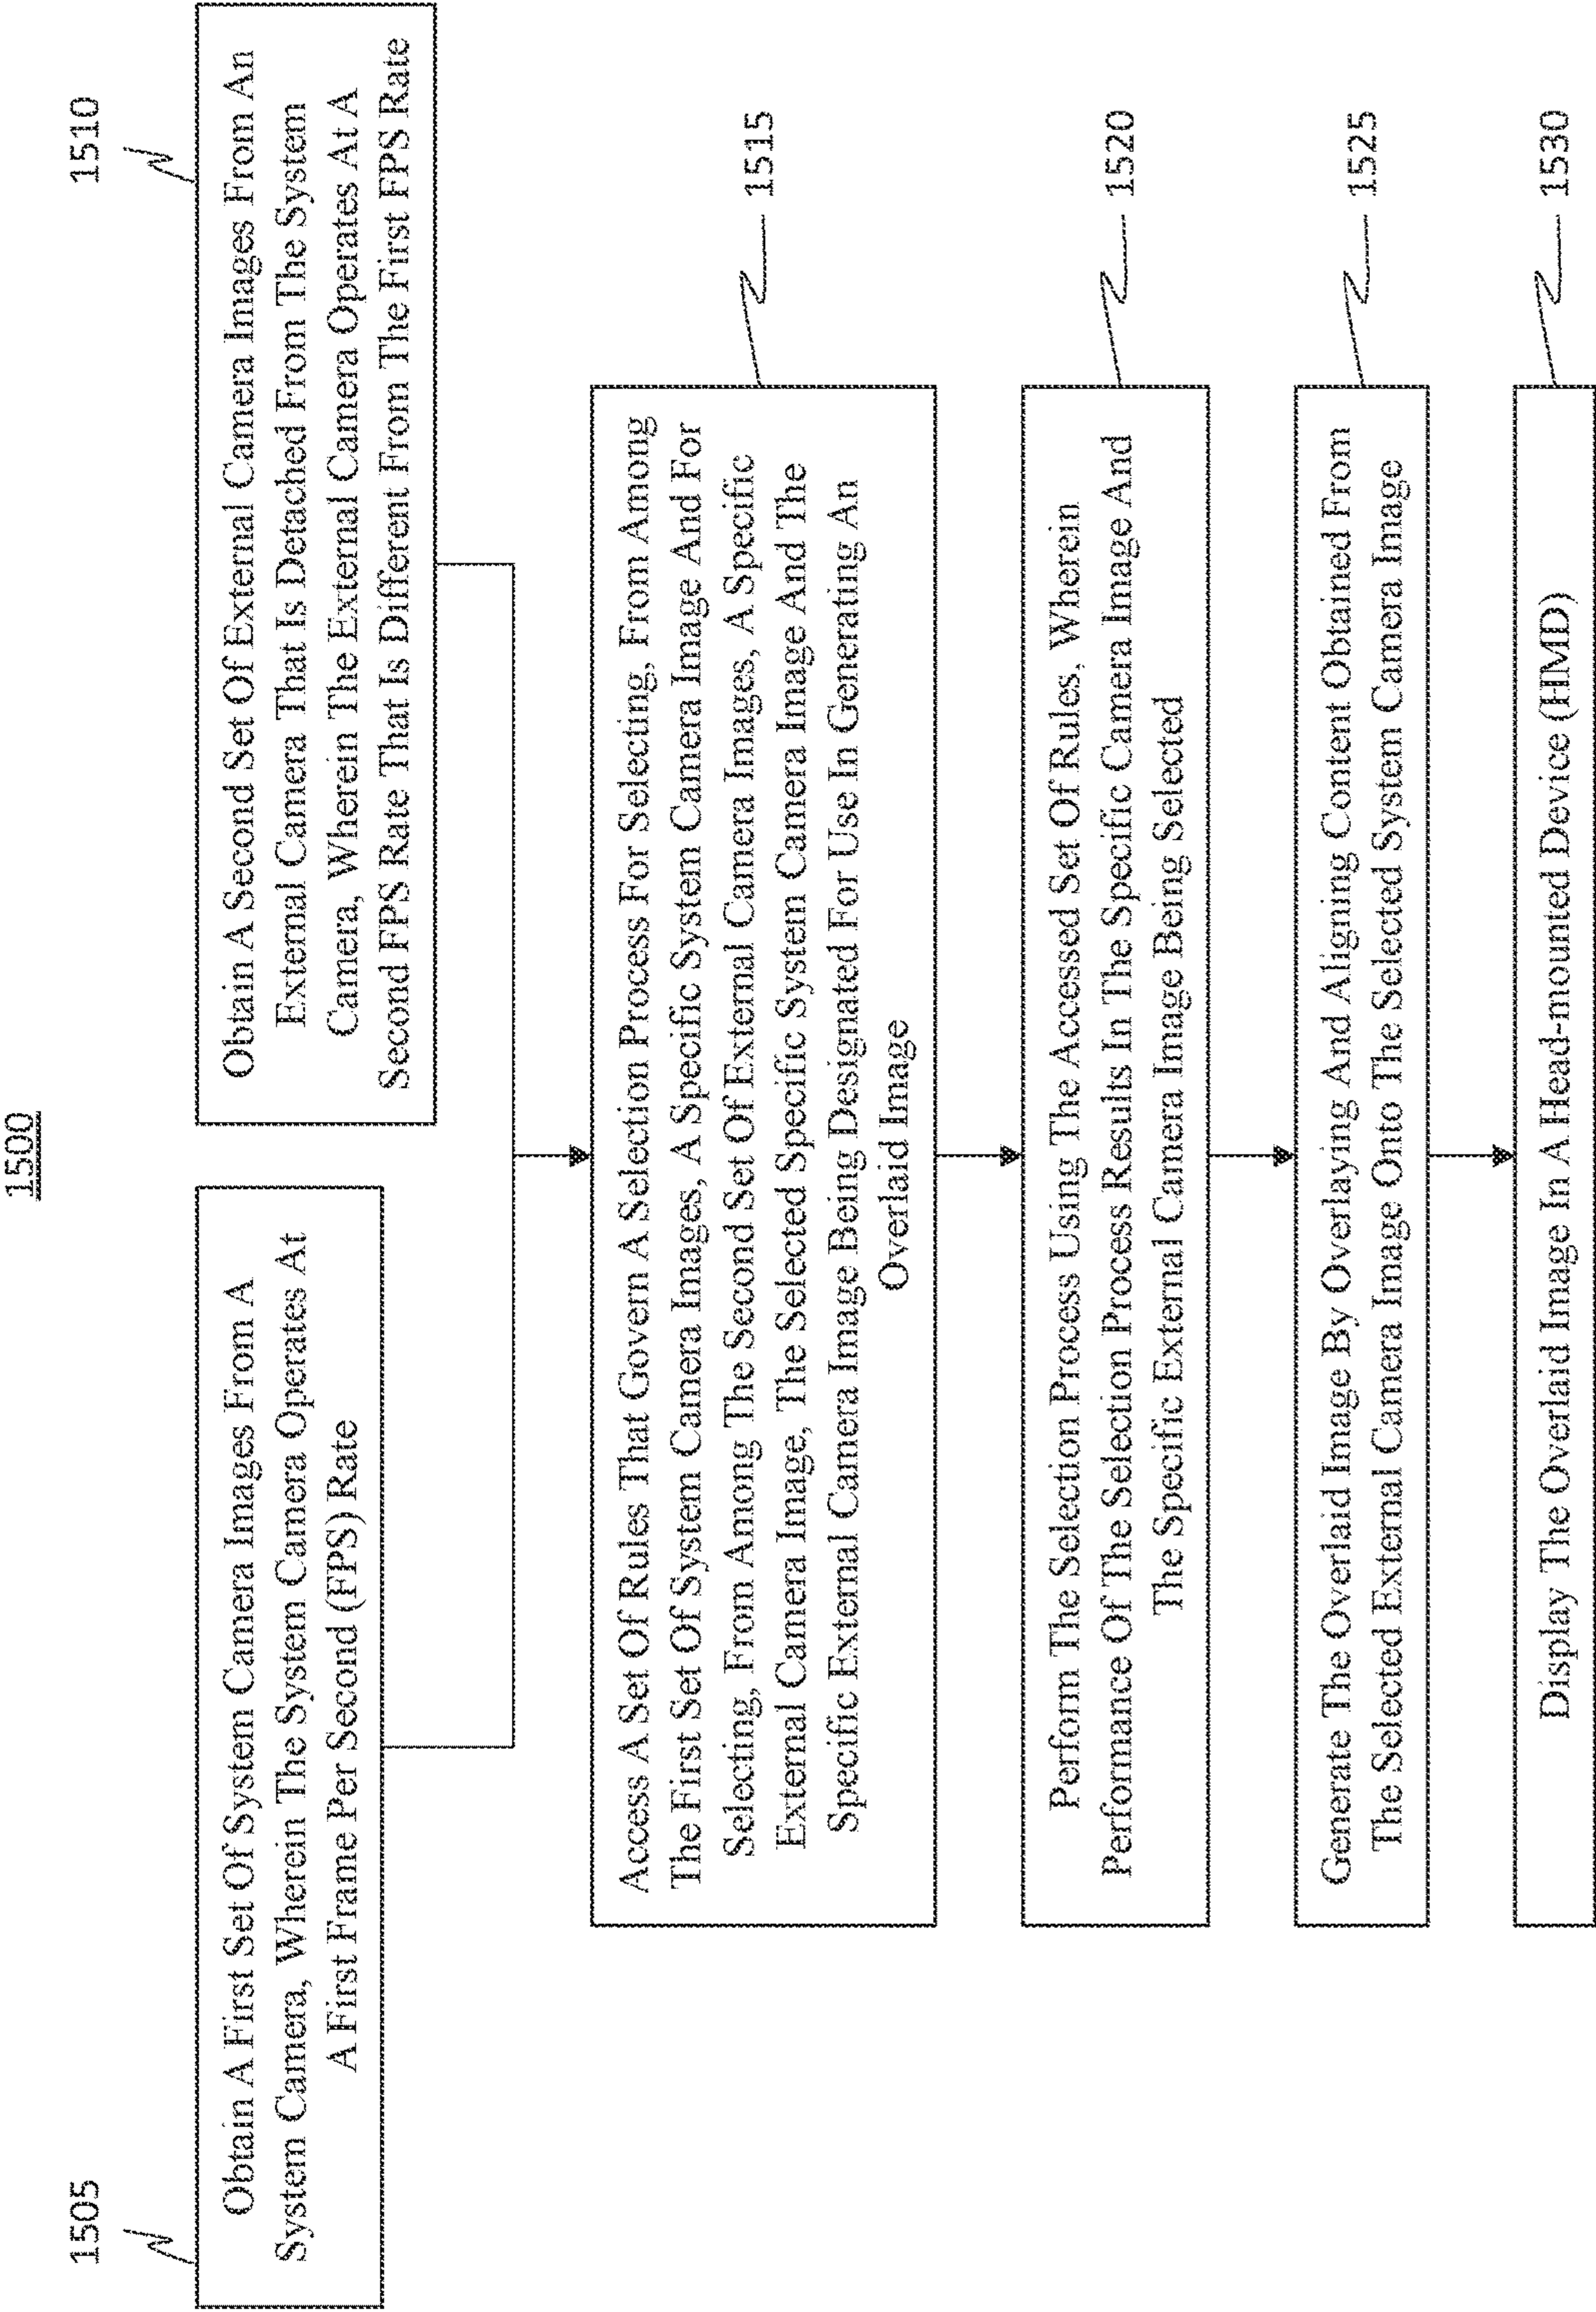 1500
1505
Obtain A First Set Of System Camera Images From A
System Camera, Wherein The System Camera Operates At
A First Frame Per Second (FPS) Rate
1510
Obtain A Second Set Of External Camera Images From An
External Camera That Is Detached From The System
Camera, Wherein The External Camera Operates At A
Second FPS Rate That Is Different From The First FPS Rate
Access A Set Of Rules That Govern A Selection Process For Selecting, From Among
The First Set Of System Camera Images, A Specific System Camera Image And For
Selecting, From Among The Second Set Of External Camera Images, A Specific
External Camera Image, The Selected Specific System Camera Image And The
Specific External Camera Image Being Designated For Use In Generating An
Overlaid Image
1515
Perform The Selection Process Using The Accessed Set Of Rules, Wherein
Performance Of The Selection Process Results In The Specific Camera Image And
The Specific External Camera Image Being Selected
1520
Generate The Overlaid Image By Overlaying And Aligning Content Obtained From
The Selected External Camera Image Onto The Selected System Camera Image
1525
Display The Overlaid Image In A Head-mounted Device (HMD)
1530